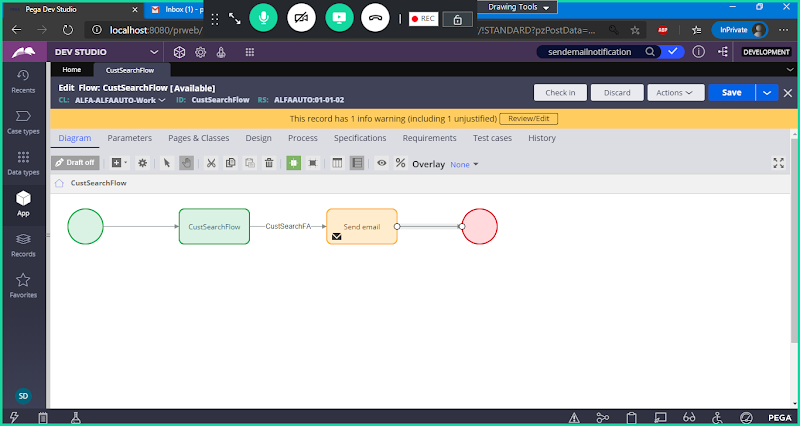 Pega Dev Studio
Inbox (1) - p
Drawing Tools
localhost:8080/prweb/
/!STANDARD?pzPostData=...
ABP
InPrivate
REC
DEV STUDIO
sendemailnotification
DEVELOPMENT
Recents
Case types
Data types
App
Records
Favorites
SD
Home
CustSearchFlow
Edit Flow: CustSearchFlow [Available]
CL: ALFA-ALFAAUTO-Work ID: CustSearchFlow RS: ALFAAUTO:01-01-02
Check in
Discard
Actions
Save
This record has 1 info warning (including 1 unjustified) Review/Edit
Diagram Parameters Pages & Classes Design Process Specifications Requirements Test cases History
Draft off
Overlay None
CustSearchFlow
CustSearchFlow
CustSearchFA
Send email
PEGA